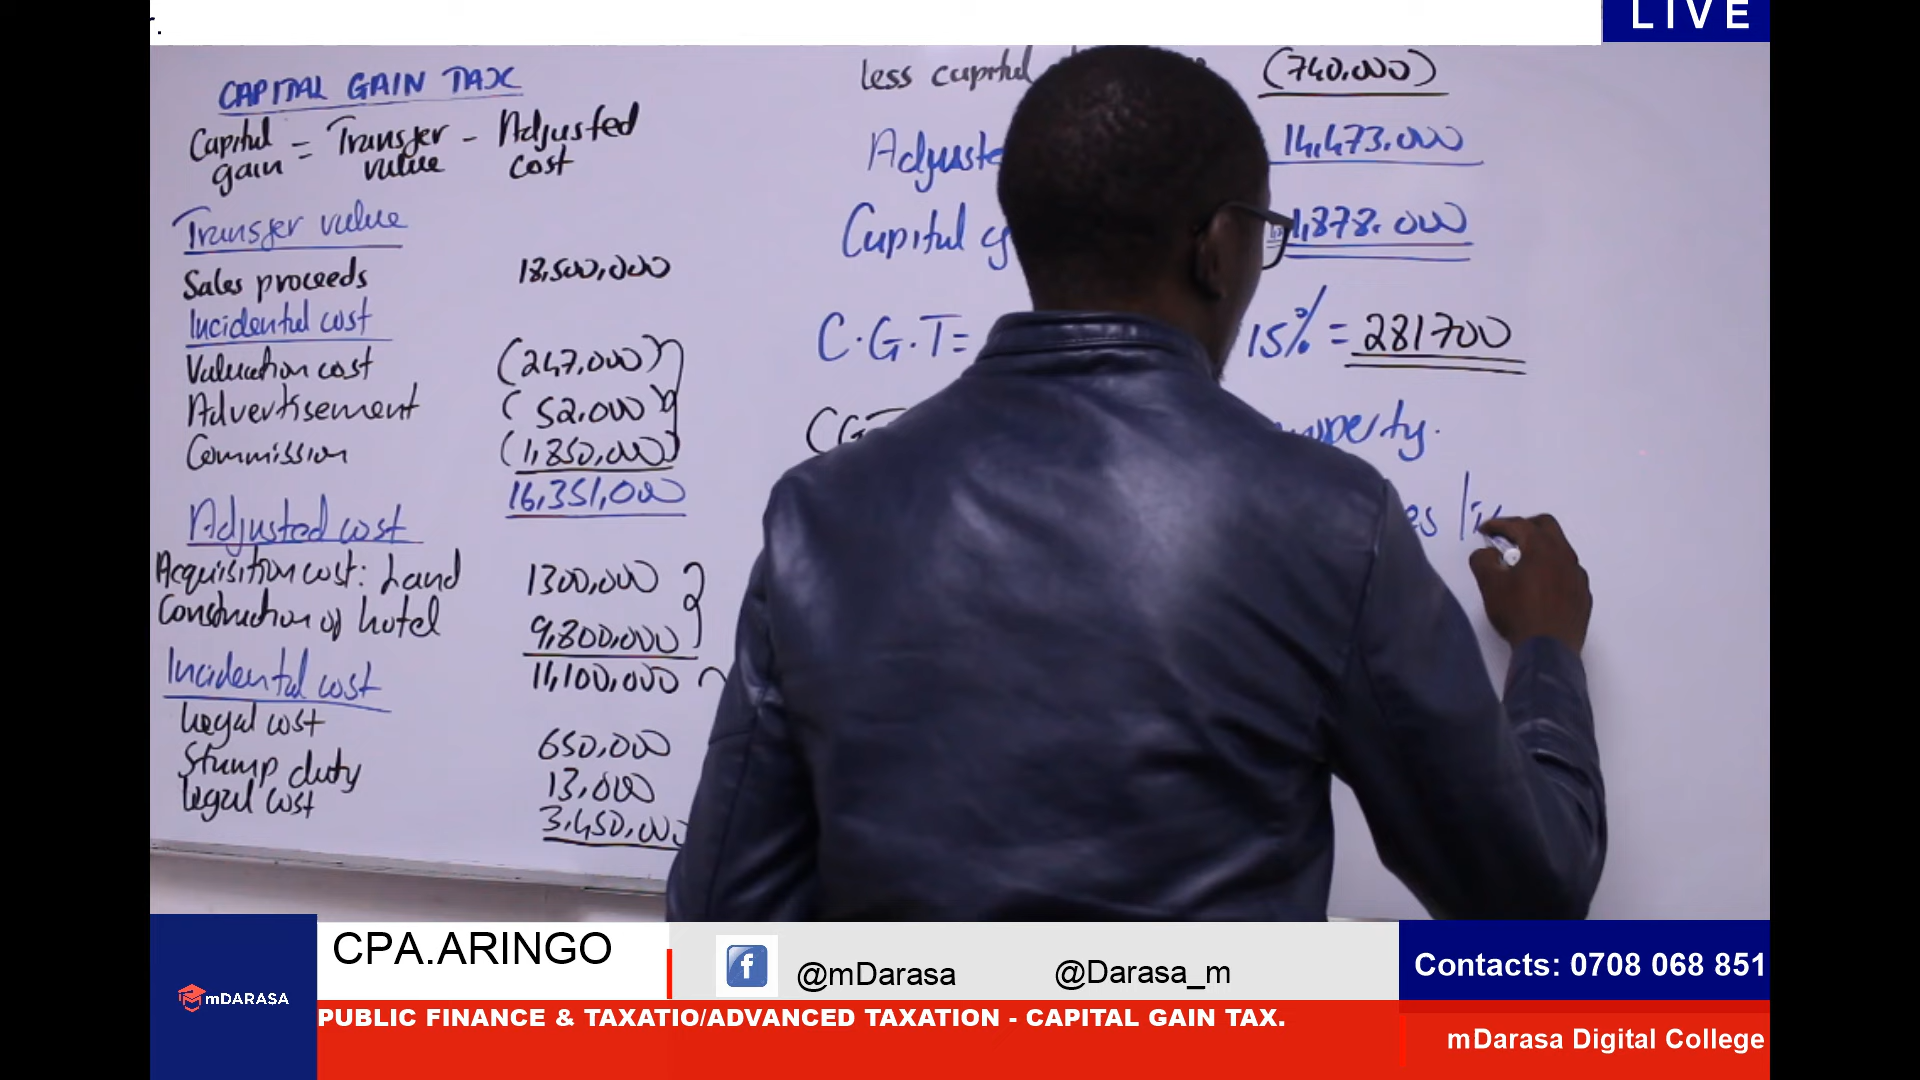 LIVE
CAPITAL GAIN TAX
Capital gain = Transfer value - Adjusted cost
Transfer value
Sales proceeds 18,500,000
Incidental cost
Valuation cost (247,000)
Advertisement (52,000)
Commission (1,850,000)
16,351,000
Adjusted cost
Acquisition cost: Land 1300,000
Construction of hotel 9,800,000
11,100,000
Incidental cost
Legal cost 650,000
Stamp duty 13,000
Legal cost 3,450,000
less capital (740,000)
14,473,000
Capital 1,878,000
C.G.T= 15% = 281700
CGT property.
CPA.ARINGO
f @mDarasa @Darasa_m
Contacts: 0708 068 851
mDARASA
PUBLIC FINANCE & TAXATIO/ADVANCED TAXATION - CAPITAL GAIN TAX.
mDarasa Digital College